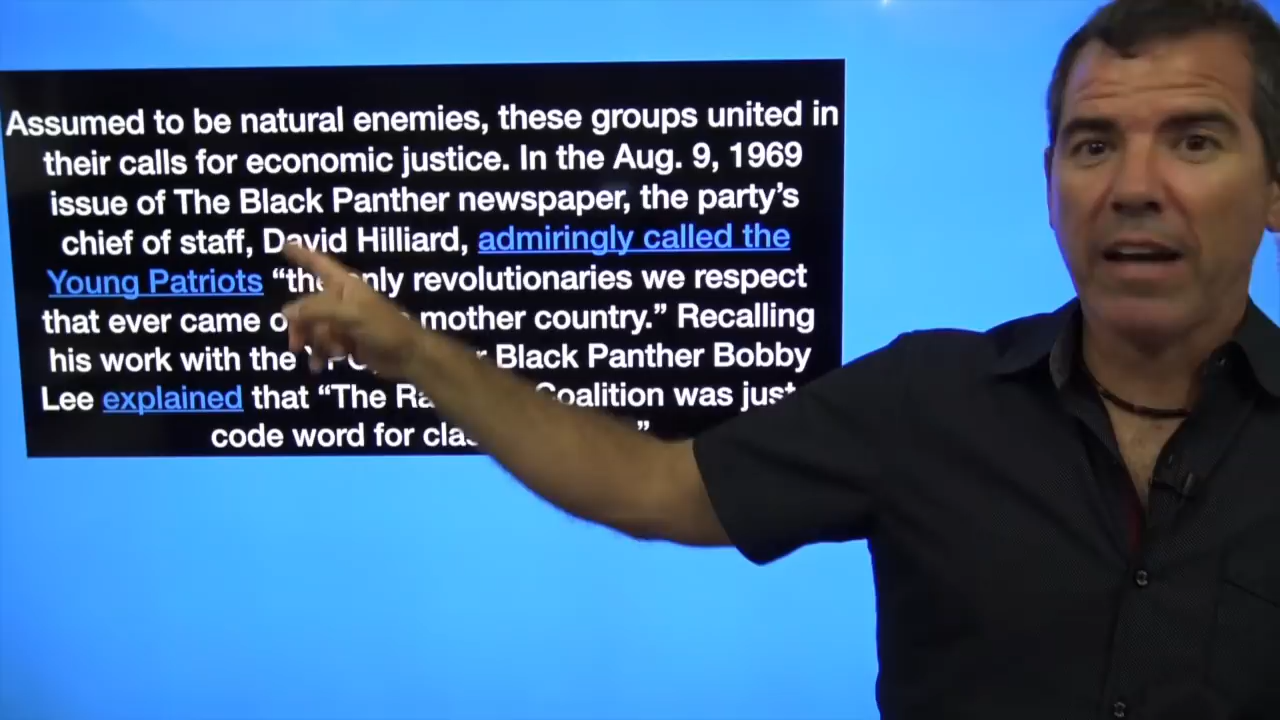 Assumed to be natural enemies, these groups united in
their calls for economic justice. In the Aug. 9, 1969
issue of The Black Panther newspaper, the party’s
chief of staff, David Hilliard, admiringly called the
Young Patriots “the only revolutionaries we respect
that ever came mother country.” Recalling
his work with the Black Panther Bobby
Lee explained that “The Coalition was just
code word for ”